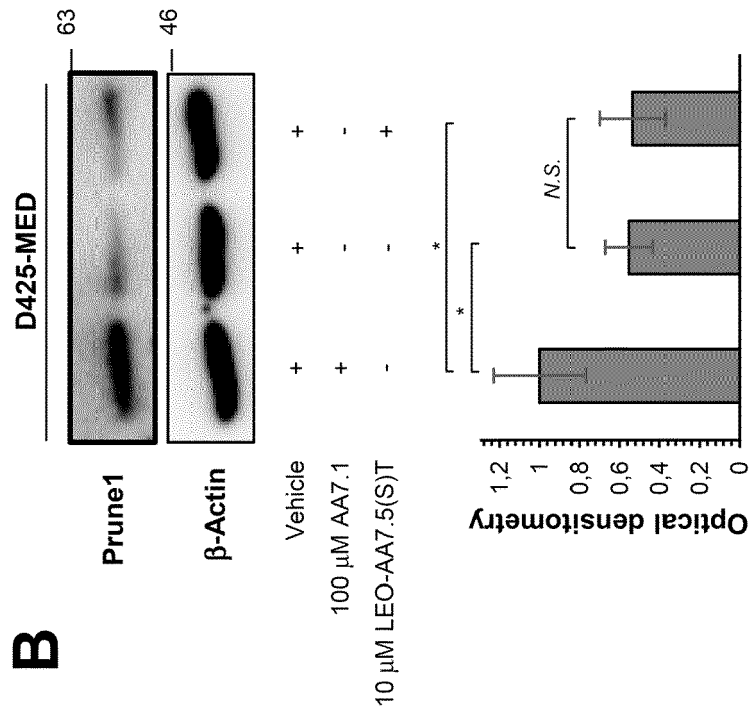 B
D425-MED
Prune1
63
β-Actin
46
Vehicle + + +
100 µM AA7.1 + - -
10 µM LEO-AA7.5(S)T - - +
*
*
N.S.
Optical densitometry
1,2
1
0,8
0,6
0,4
0,2
0